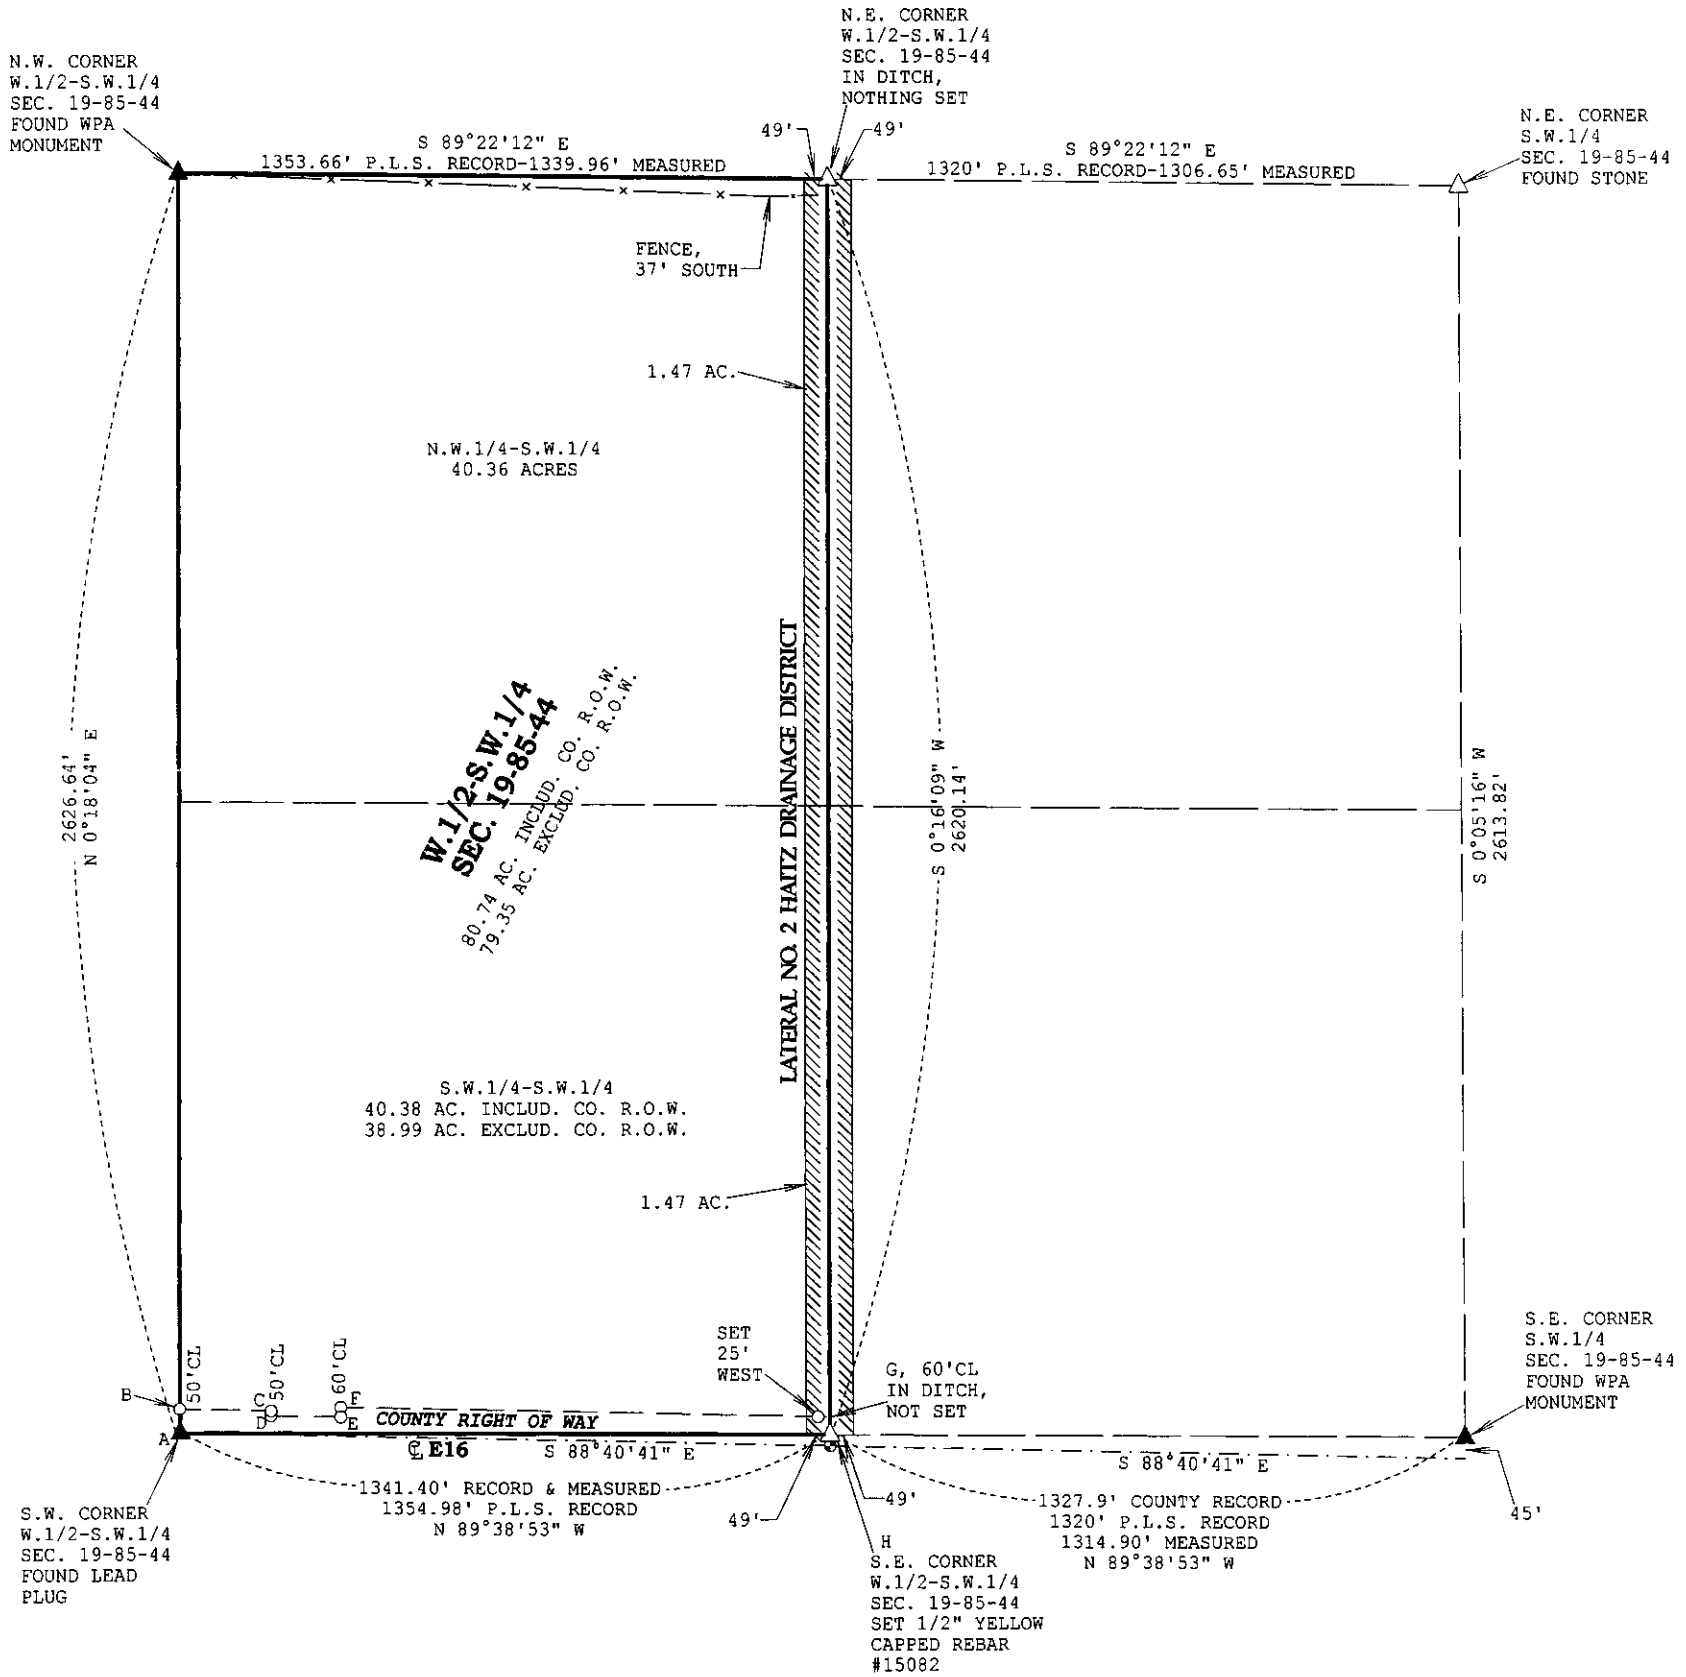 N.E. CORNER
W.1/2-S.W.1/4
SEC. 19-85-44
IN DITCH,
NOTHING SET
N.W. CORNER
W.1/2-S.W.1/4
SEC. 19-85-44
FOUND WPA
MONUMENT
N.E. CORNER
S.W.1/4
SEC. 19-85-44
FOUND STONE
S 89°22'12" E
1353.66' P.L.S. RECORD-1339.96' MEASURED
49'
49'
S 89°22'12" E
1320' P.L.S. RECORD-1306.65' MEASURED
FENCE,
37' SOUTH
1.47 AC.
N.W.1/4-S.W.1/4
40.36 ACRES
2626.64'
N 0°18'04" E
W.1/2-S.W.1/4
SEC. 19-85-44
80.74 AC. INCLUD. CO. R.O.W.
79.35 AC. EXCLUD. CO. R.O.W.
LATERAL NO. 2 HAITZ DRAINAGE DISTRICT
S 0°16'09" W
2620.14'
S 0°05'16" W
2613.82'
S.W.1/4-S.W.1/4
40.38 AC. INCLUD. CO. R.O.W.
38.99 AC. EXCLUD. CO. R.O.W.
1.47 AC.
SET
25'
WEST
G, 60'CL
IN DITCH,
NOT SET
S.E. CORNER
S.W.1/4
SEC. 19-85-44
FOUND WPA
MONUMENT
B
50'CL
C
50'CL
D
60'CL
F
E
COUNTY RIGHT OF WAY
A
℄ E16
S 88°40'41" E
S 88°40'41" E
1341.40' RECORD & MEASURED
1354.98' P.L.S. RECORD
N 89°38'53" W
49'
49'
1327.9' COUNTY RECORD
1320' P.L.S. RECORD
1314.90' MEASURED
N 89°38'53" W
45'
S.W. CORNER
W.1/2-S.W.1/4
SEC. 19-85-44
FOUND LEAD
PLUG
H
S.E. CORNER
W.1/2-S.W.1/4
SEC. 19-85-44
SET 1/2" YELLOW
CAPPED REBAR
#15082